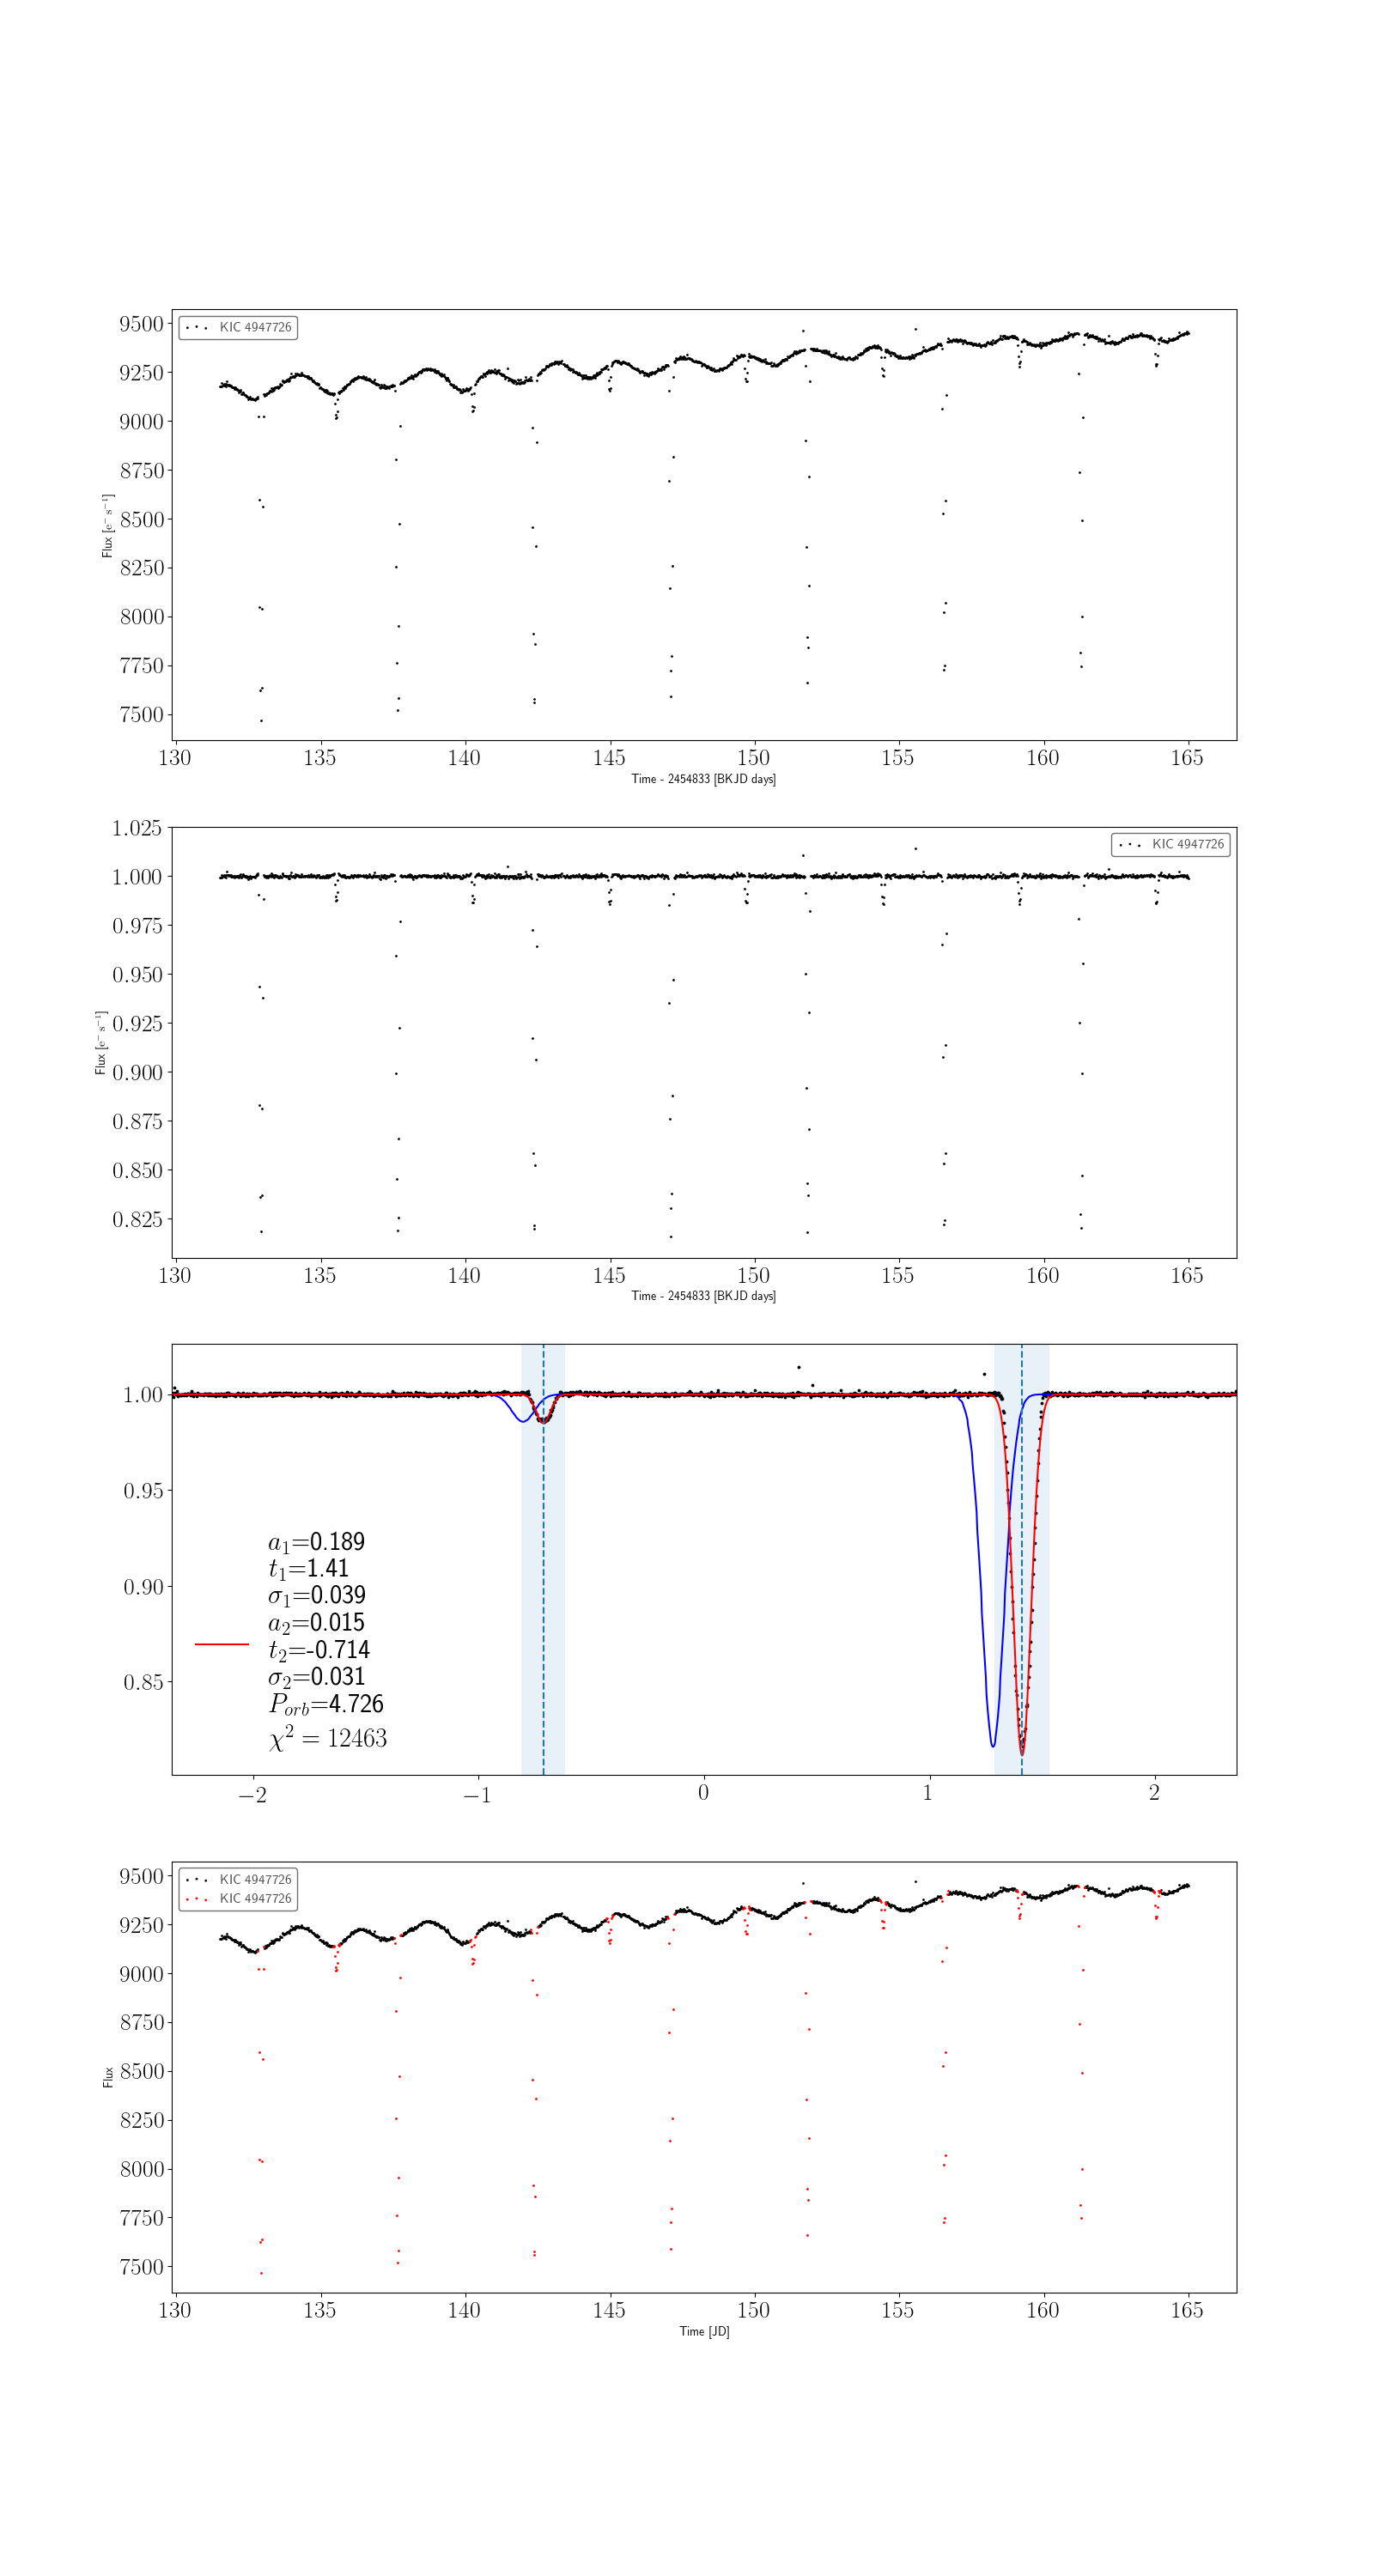 KIC 4947726
9500
9250
9000
8750
8500
8250
8000
7750
7500
Flux [e⁻ s⁻¹]
130 135 140 145 150 155 160 165
Time - 2454833 [BKJD days]
KIC 4947726
1.025
1.000
0.975
0.950
0.925
0.900
0.875
0.850
0.825
Flux [e⁻ s⁻¹]
130 135 140 145 150 155 160 165
Time - 2454833 [BKJD days]
1.00
0.95
0.90
0.85
a₁=0.189
t₁=1.41
σ₁=0.039
a₂=0.015
t₂=-0.714
σ₂=0.031
Pₒᵣb=4.726
χ² = 12463
−2 −1 0 1 2
KIC 4947726
KIC 4947726
9500
9250
9000
8750
8500
8250
8000
7750
7500
Flux
130 135 140 145 150 155 160 165
Time [JD]